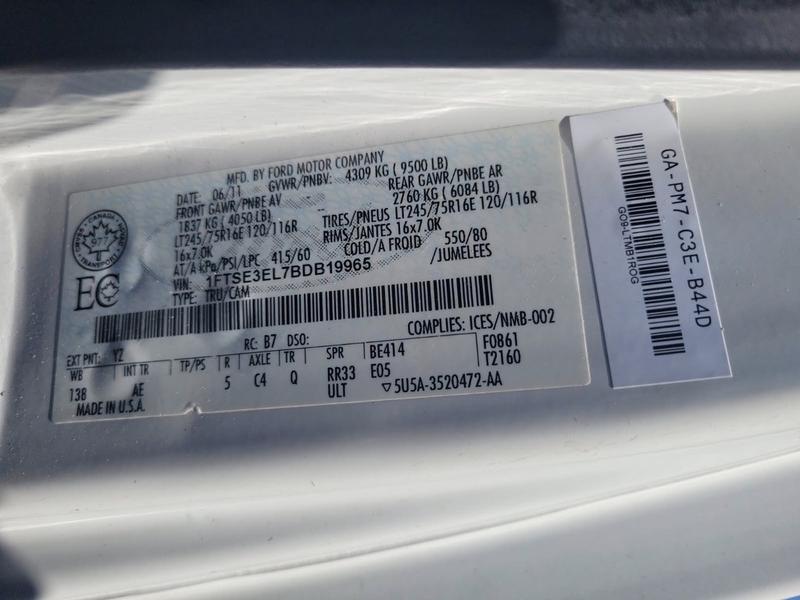 MFD. BY FORD MOTOR COMPANY
DATE: 06/11 GVWR/PNBV: 4309 KG ( 9500 LB)
FRONT GAWR/PNBE AV REAR GAWR/PNBE AR
1837 KG ( 4050 LB) 2760 KG ( 6084 LB)
LT245/75R16E 120/116R TIRES/PNEUS LT245/75R16E 120/116R
16x7.0K RIMS/JANTES 16x7.0K
AT/A kPa/PSI/LPC 415/60 COLD/A FROID 550/80
/JUMELEES
VIN: 1FTSE3EL7BDB19965
TYPE: TRU/CAM
CANADA
977
TRANSPORT
EC
COMPLIES: ICES/NMB-002
EXT PNT: YZ RC: B7 DSO:
WB INT TR TP/PS R AXLE TR SPR BE414 F0861
138 AE 5 C4 Q RR33 E05 T2160
ULT
MADE IN U.S.A. 5U5A-3520472-AA
GA-PM7-C3E-B44D
GO9LTMB1ROG